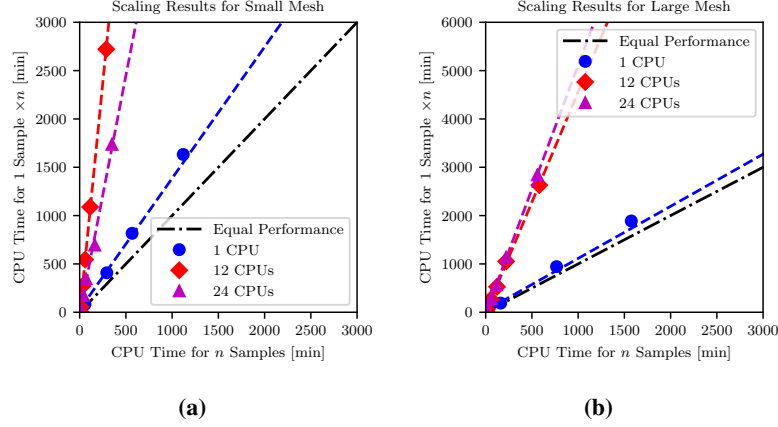 Scaling Results for Small Mesh
3000
2500
2000
1500
1000
500
0
CPU Time for 1 Sample ×n [min]
Equal Performance
1 CPU
12 CPUs
24 CPUs
0 500 1000 1500 2000 2500 3000
CPU Time for n Samples [min]
(a)
Scaling Results for Large Mesh
6000
5000
4000
3000
2000
1000
0
CPU Time for 1 Sample ×n [min]
Equal Performance
1 CPU
12 CPUs
24 CPUs
0 500 1000 1500 2000 2500 3000
CPU Time for n Samples [min]
(b)